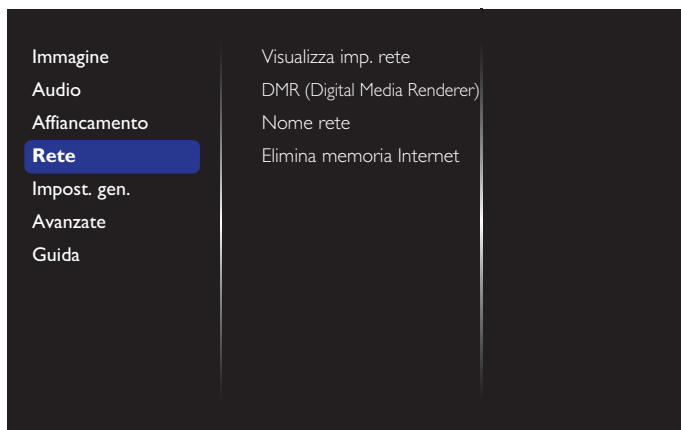 Immagine
Audio
Affiancamento
Rete
Impost. gen.
Avanzate
Guida
Visualizza imp. rete
DMR (Digital Media Renderer)
Nome rete
Elimina memoria Internet